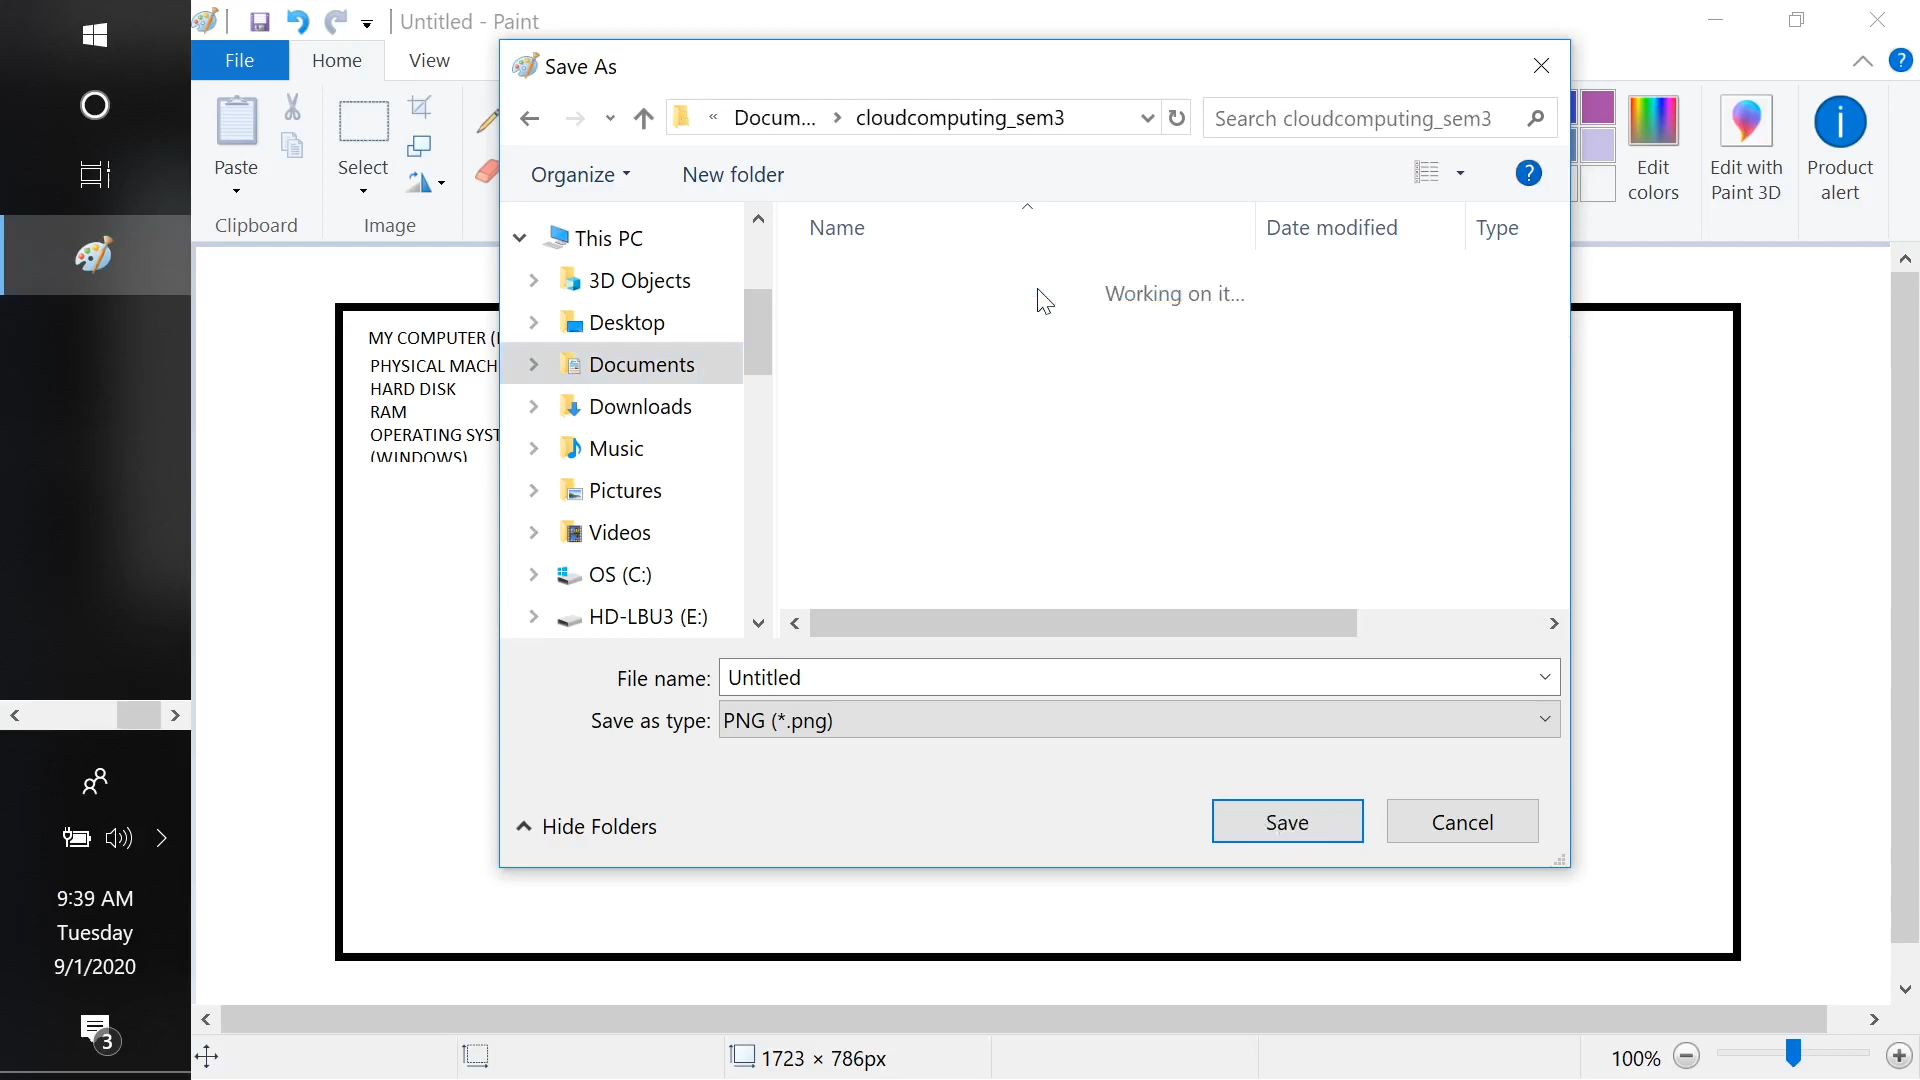 Untitled - Paint
File
Home
View
Paste
Clipboard
Select
Image
Edit
colors
Edit with
Paint 3D
Product
alert
Save As
« Docum... > cloudcomputing_sem3
Search cloudcomputing_sem3
Organize
New folder
This PC
3D Objects
Desktop
Documents
Downloads
Music
Pictures
Videos
OS (C:)
HD-LBU3 (E:)
Name
Date modified
Type
Working on it...
File name:
Untitled
Save as type:
PNG (*.png)
Hide Folders
Save
Cancel
MY COMPUTER (
PHYSICAL MACH
HARD DISK
RAM
OPERATING SYST
(WINDOWS)
9:39 AM
Tuesday
9/1/2020
3
1723 × 786px
100%